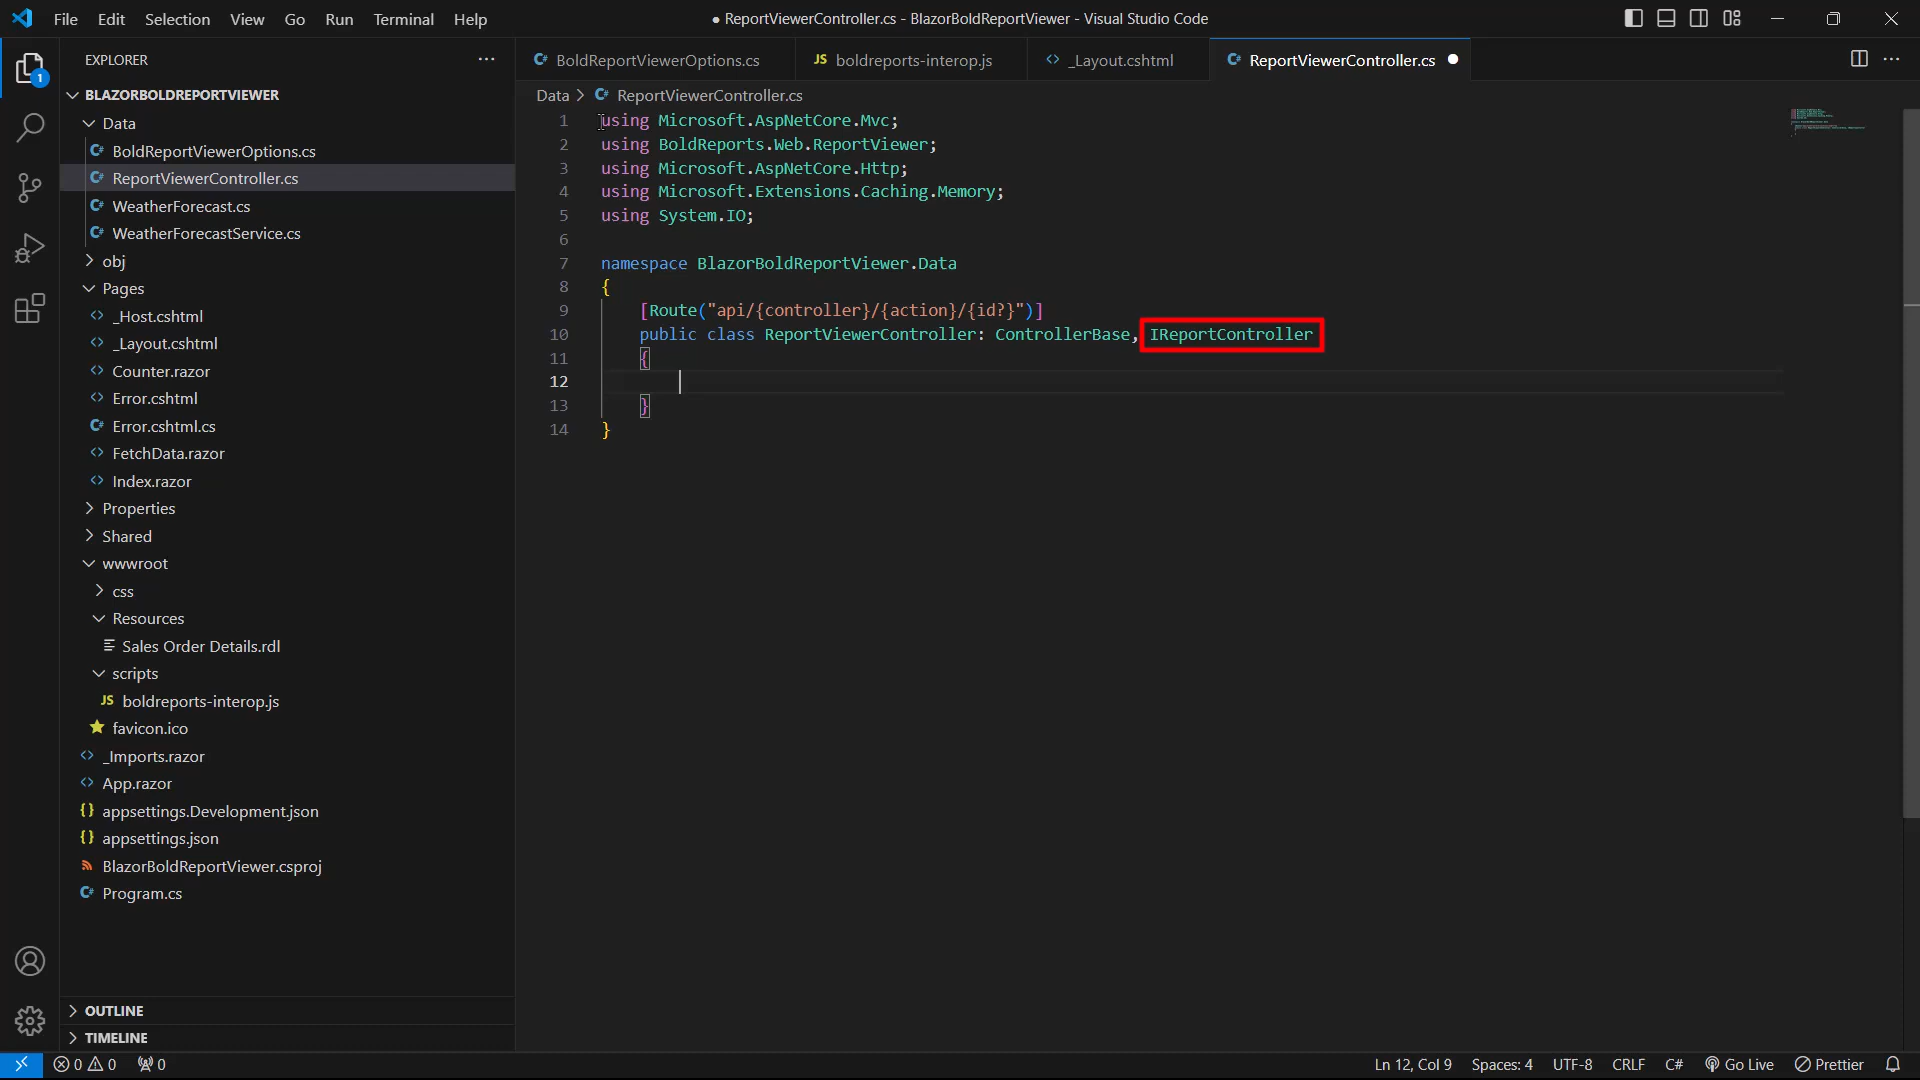 File Edit Selection View Go Run Terminal Help
● ReportViewerController.cs - BlazorBoldReportViewer - Visual Studio Code
EXPLORER
BLAZORBOLDREPORTVIEWER
Data
BoldReportViewerOptions.cs
ReportViewerController.cs
WeatherForecast.cs
WeatherForecastService.cs
obj
Pages
_Host.cshtml
_Layout.cshtml
Counter.razor
Error.cshtml
Error.cshtml.cs
FetchData.razor
Index.razor
Properties
Shared
wwwroot
css
Resources
Sales Order Details.rdl
scripts
JS boldreports-interop.js
favicon.ico
_Imports.razor
App.razor
{} appsettings.Development.json
{} appsettings.json
BlazorBoldReportViewer.csproj
C# Program.cs
OUTLINE
TIMELINE
C# BoldReportViewerOptions.cs JS boldreports-interop.js <> _Layout.cshtml C# ReportViewerController.cs
Data > C# ReportViewerController.cs
1 using Microsoft.AspNetCore.Mvc;
2 using BoldReports.Web.ReportViewer;
3 using Microsoft.AspNetCore.Http;
4 using Microsoft.Extensions.Caching.Memory;
5 using System.IO;
6
7 namespace BlazorBoldReportViewer.Data
8 {
9 [Route("api/{controller}/{action}/{id?}")]
10 public class ReportViewerController: ControllerBase, IReportController
11 {
12
13 }
14 }
1
0 0 0
Ln 12, Col 9 Spaces: 4 UTF-8 CRLF C# Go Live Prettier